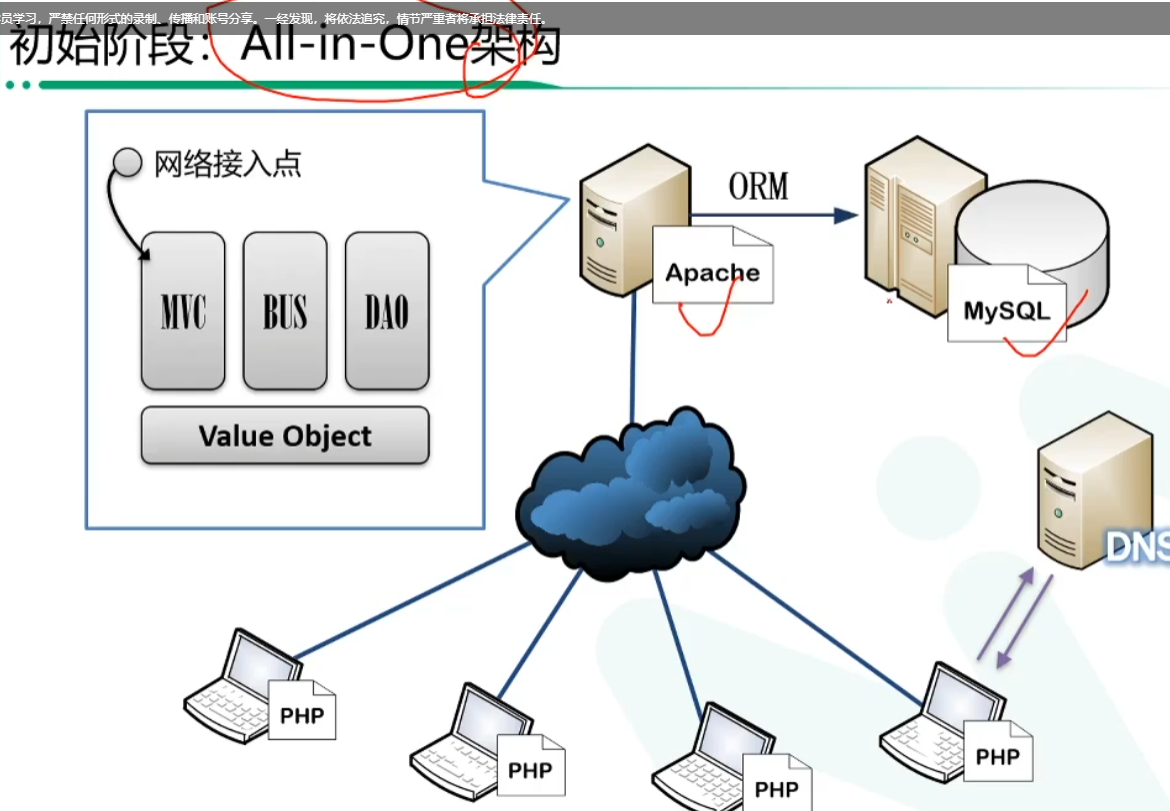 员学习，严禁任何形式的录制、传播和账号分享。一经发现，将依法追究，情节严重者将承担法律责任。
初始阶段：All-in-One架构
网络接入点
ORM
Apache
MySQL
MVC
BUS
DAO
Value Object
DNS
PHP
PHP
PHP
PHP